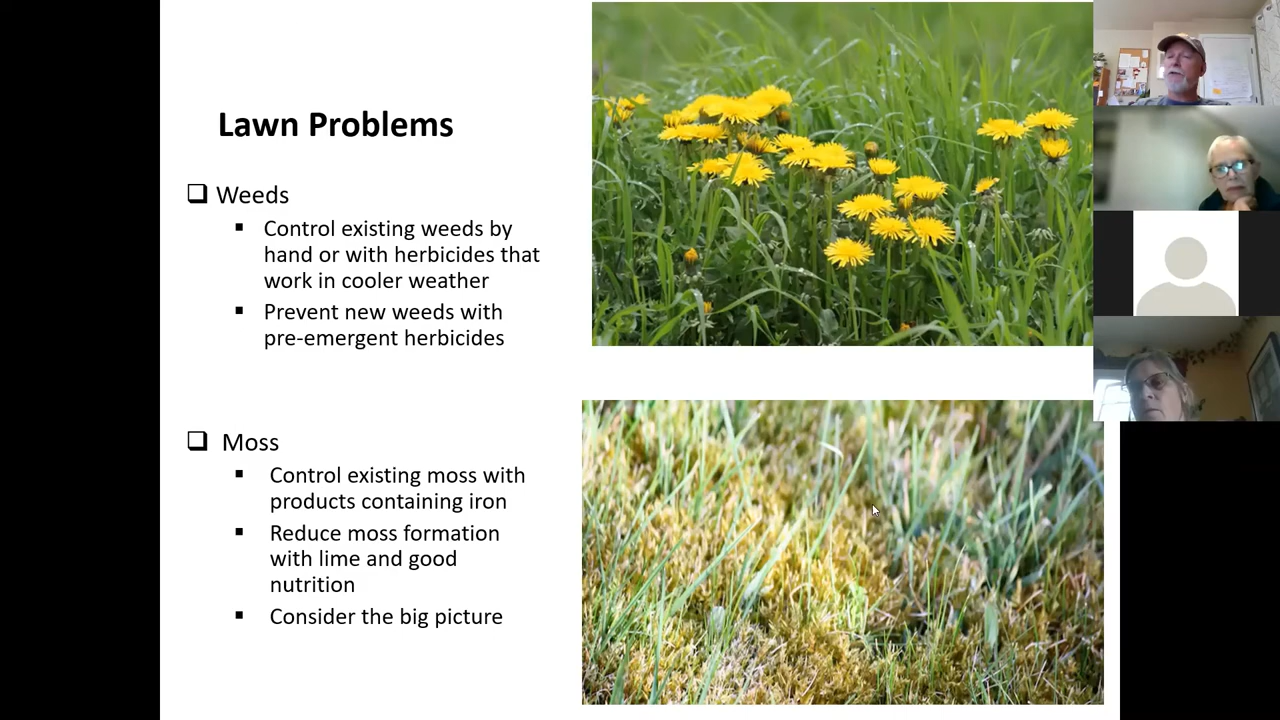 Lawn Problems
❑ Weeds
▪ Control existing weeds by
hand or with herbicides that
work in cooler weather
▪ Prevent new weeds with
pre-emergent herbicides
❑ Moss
▪ Control existing moss with
products containing iron
▪ Reduce moss formation
with lime and good
nutrition
▪ Consider the big picture